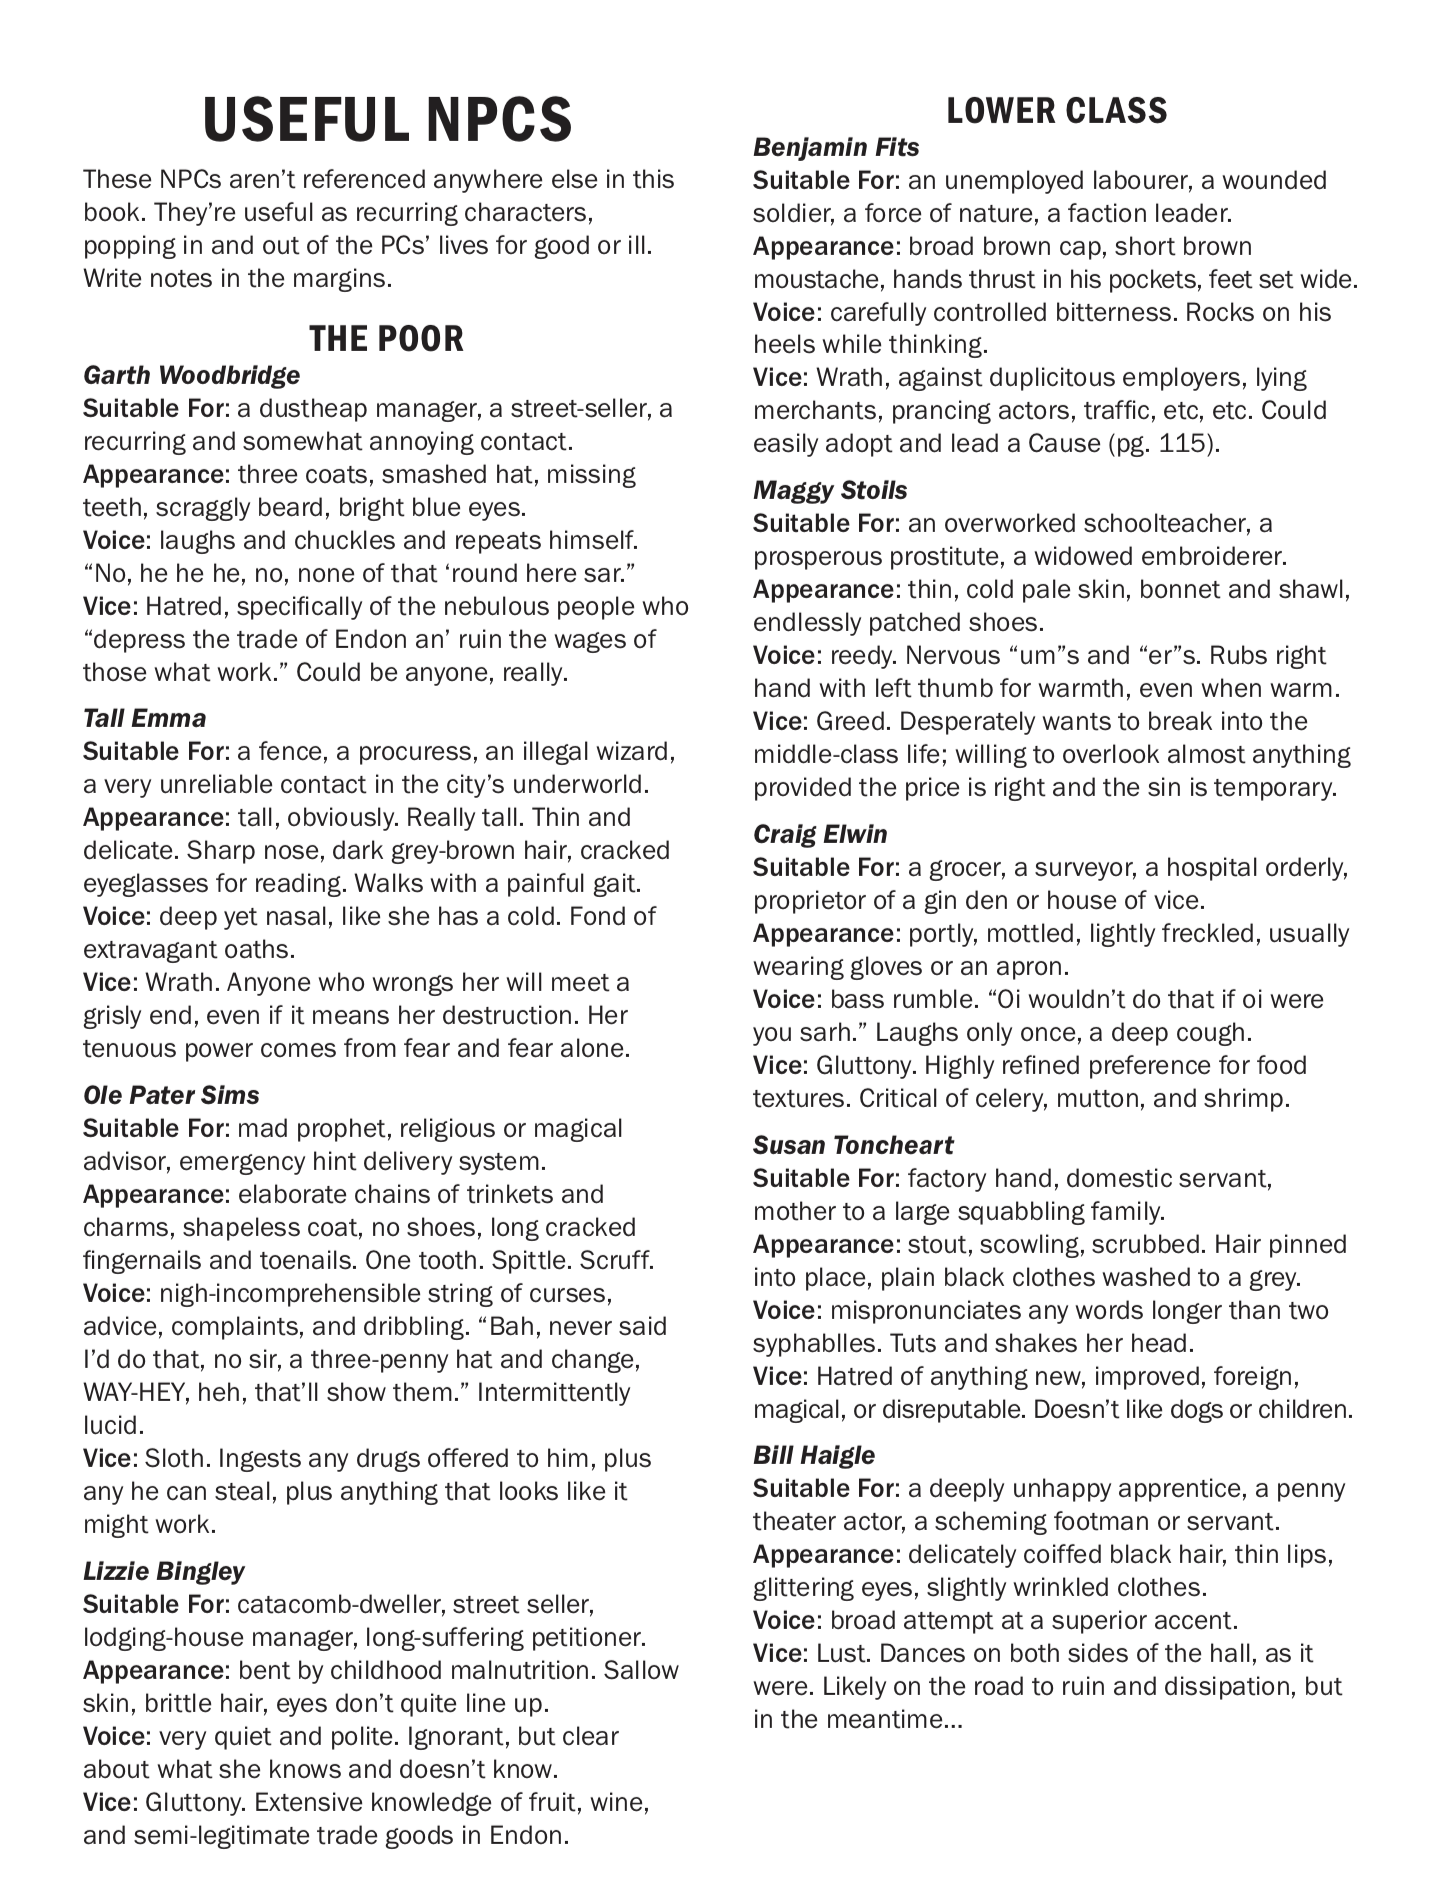 USEFUL NPCS
These NPCs aren’t referenced anywhere else in this
book. They’re useful as recurring characters,
popping in and out of the PCs’ lives for good or ill.
Write notes in the margins.
THE POOR
Garth Woodbridge
Suitable For: a dustheap manager, a street-seller, a
recurring and somewhat annoying contact.
Appearance: three coats, smashed hat, missing
teeth, scraggly beard, bright blue eyes.
Voice: laughs and chuckles and repeats himself.
“No, he he he, no, none of that ‘round here sar.”
Vice: Hatred, specifically of the nebulous people who
“depress the trade of Endon an’ ruin the wages of
those what work.” Could be anyone, really.
Tall Emma
Suitable For: a fence, a procuress, an illegal wizard,
a very unreliable contact in the city’s underworld.
Appearance: tall, obviously. Really tall. Thin and
delicate. Sharp nose, dark grey-brown hair, cracked
eyeglasses for reading. Walks with a painful gait.
Voice: deep yet nasal, like she has a cold. Fond of
extravagant oaths.
Vice: Wrath. Anyone who wrongs her will meet a
grisly end, even if it means her destruction. Her
tenuous power comes from fear and fear alone.
Ole Pater Sims
Suitable For: mad prophet, religious or magical
advisor, emergency hint delivery system.
Appearance: elaborate chains of trinkets and
charms, shapeless coat, no shoes, long cracked
fingernails and toenails. One tooth. Spittle. Scruff.
Voice: nigh-incomprehensible string of curses,
advice, complaints, and dribbling. “Bah, never said
I’d do that, no sir, a three-penny hat and change,
WAY-HEY, heh, that’ll show them.” Intermittently
lucid.
Vice: Sloth. Ingests any drugs offered to him, plus
any he can steal, plus anything that looks like it
might work.
Lizzie Bingley
Suitable For: catacomb-dweller, street seller,
lodging-house manager, long-suffering petitioner.
Appearance: bent by childhood malnutrition. Sallow
skin, brittle hair, eyes don’t quite line up.
Voice: very quiet and polite. Ignorant, but clear
about what she knows and doesn’t know.
Vice: Gluttony. Extensive knowledge of fruit, wine,
and semi-legitimate trade goods in Endon.
LOWER CLASS
Benjamin Fits
Suitable For: an unemployed labourer, a wounded
soldier, a force of nature, a faction leader.
Appearance: broad brown cap, short brown
moustache, hands thrust in his pockets, feet set wide.
Voice: carefully controlled bitterness. Rocks on his
heels while thinking.
Vice: Wrath, against duplicitous employers, lying
merchants, prancing actors, traffic, etc, etc. Could
easily adopt and lead a Cause (pg. 115).
Maggy Stoils
Suitable For: an overworked schoolteacher, a
prosperous prostitute, a widowed embroiderer.
Appearance: thin, cold pale skin, bonnet and shawl,
endlessly patched shoes.
Voice: reedy. Nervous “um”s and “er”s. Rubs right
hand with left thumb for warmth, even when warm.
Vice: Greed. Desperately wants to break into the
middle-class life; willing to overlook almost anything
provided the price is right and the sin is temporary.
Craig Elwin
Suitable For: a grocer, a surveyor, a hospital orderly,
proprietor of a gin den or house of vice.
Appearance: portly, mottled, lightly freckled, usually
wearing gloves or an apron.
Voice: bass rumble. “Oi wouldn’t do that if oi were
you sarh.” Laughs only once, a deep cough.
Vice: Gluttony. Highly refined preference for food
textures. Critical of celery, mutton, and shrimp.
Susan Toncheart
Suitable For: factory hand, domestic servant,
mother to a large squabbling family.
Appearance: stout, scowling, scrubbed. Hair pinned
into place, plain black clothes washed to a grey.
Voice: mispronunciates any words longer than two
syphablles. Tuts and shakes her head.
Vice: Hatred of anything new, improved, foreign,
magical, or disreputable. Doesn’t like dogs or children.
Bill Haigle
Suitable For: a deeply unhappy apprentice, a penny
theater actor, a scheming footman or servant.
Appearance: delicately coiffed black hair, thin lips,
glittering eyes, slightly wrinkled clothes.
Voice: broad attempt at a superior accent.
Vice: Lust. Dances on both sides of the hall, as it
were. Likely on the road to ruin and dissipation, but
in the meantime...